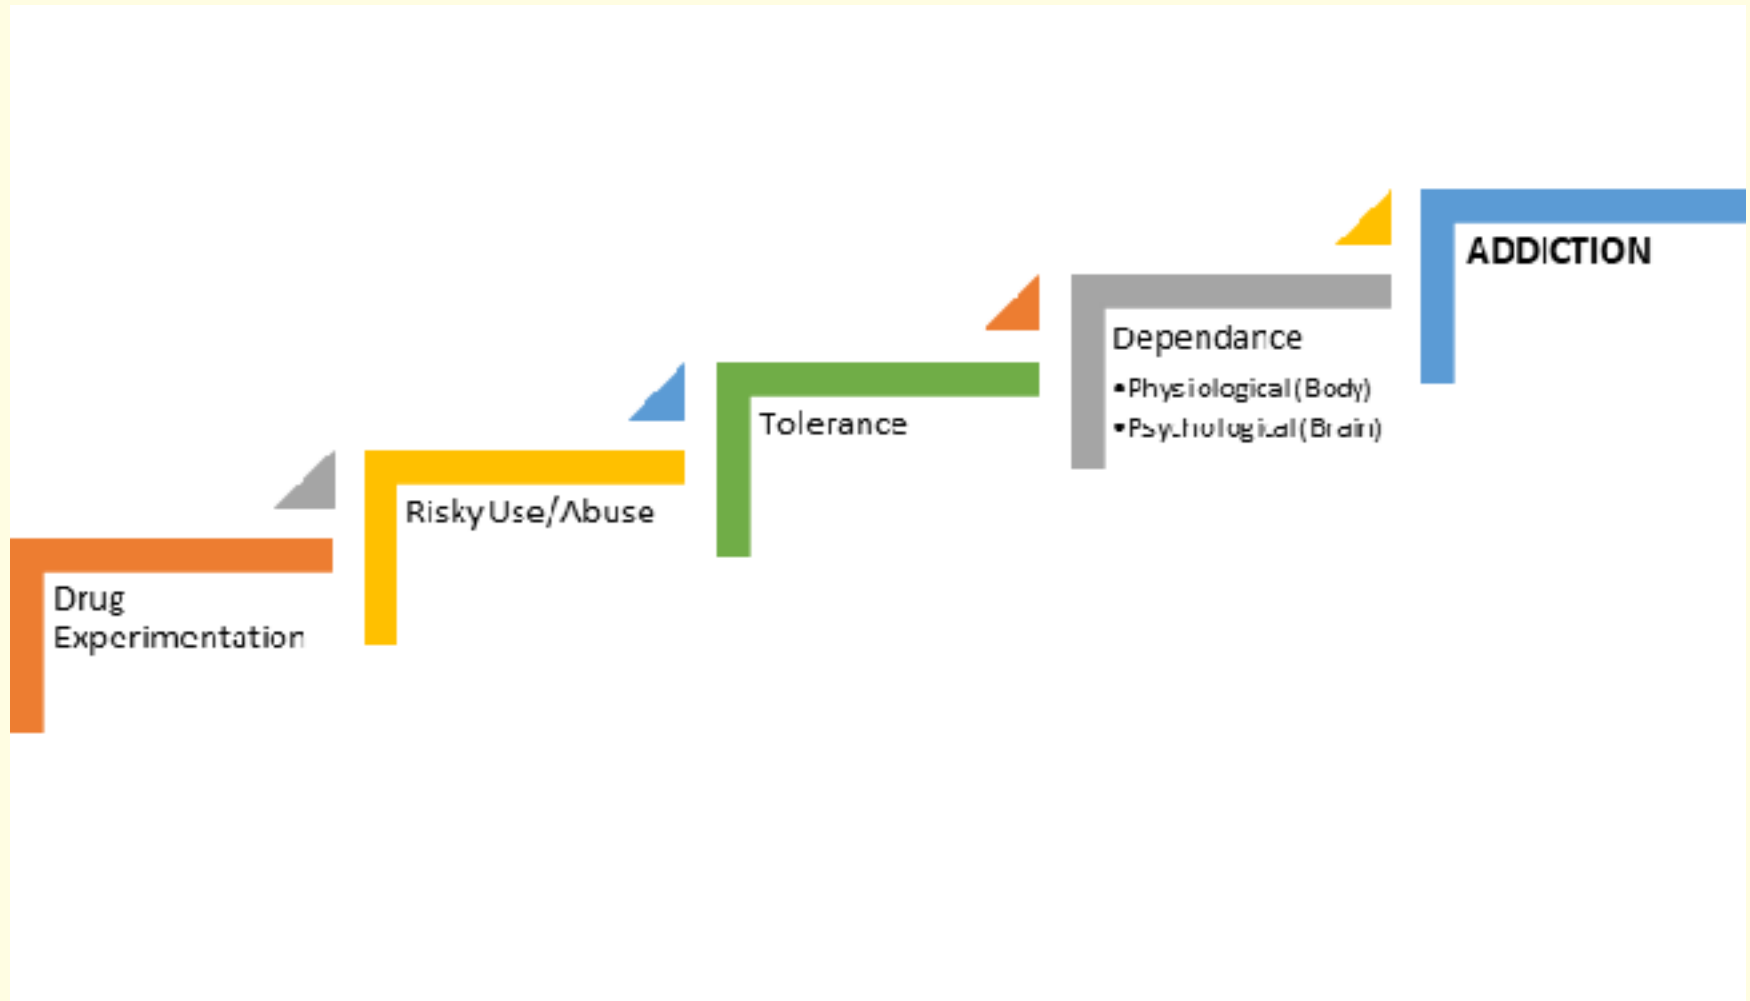 Drug
Experimentation
Risky Use/Abuse
Tolerance
Dependance
•Physiological (Body)
•Psychological (Brain)
ADDICTION